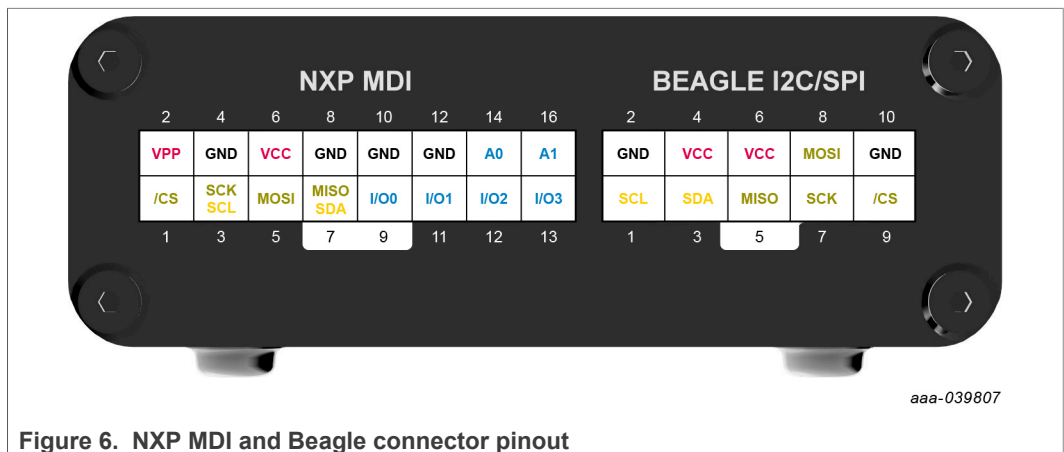 NXP MDI
BEAGLE I2C/SPI
2 4 6 8 10 12 14 16
VPP GND VCC GND GND GND A0 A1
/CS SCK SCL MOSI MISO SDA I/O0 I/O1 I/O2 I/O3
1 3 5 7 9 11 12 13
2 4 6 8 10
GND VCC VCC MOSI GND
SCL SDA MISO SCK /CS
1 3 5 7 9
aaa-039807
Figure 6. NXP MDI and Beagle connector pinout